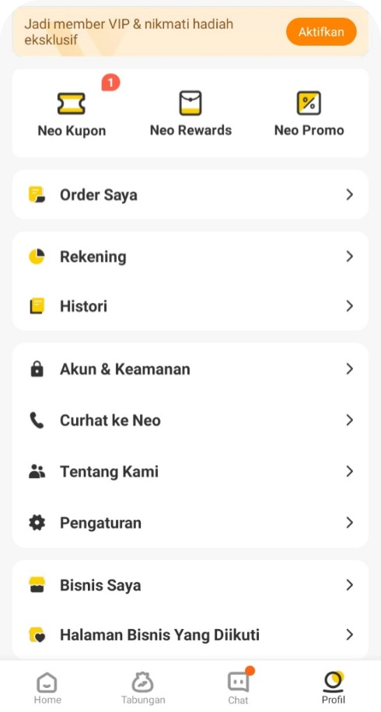 Jadi member VIP & nikmati hadiah
eksklusif
Aktifkan
1
Neo Kupon
Neo Rewards
Neo Promo
Order Saya
Rekening
Histori
Akun & Keamanan
Curhat ke Neo
Tentang Kami
Pengaturan
Bisnis Saya
Halaman Bisnis Yang Diikuti
Home
Tabungan
Chat
Profil